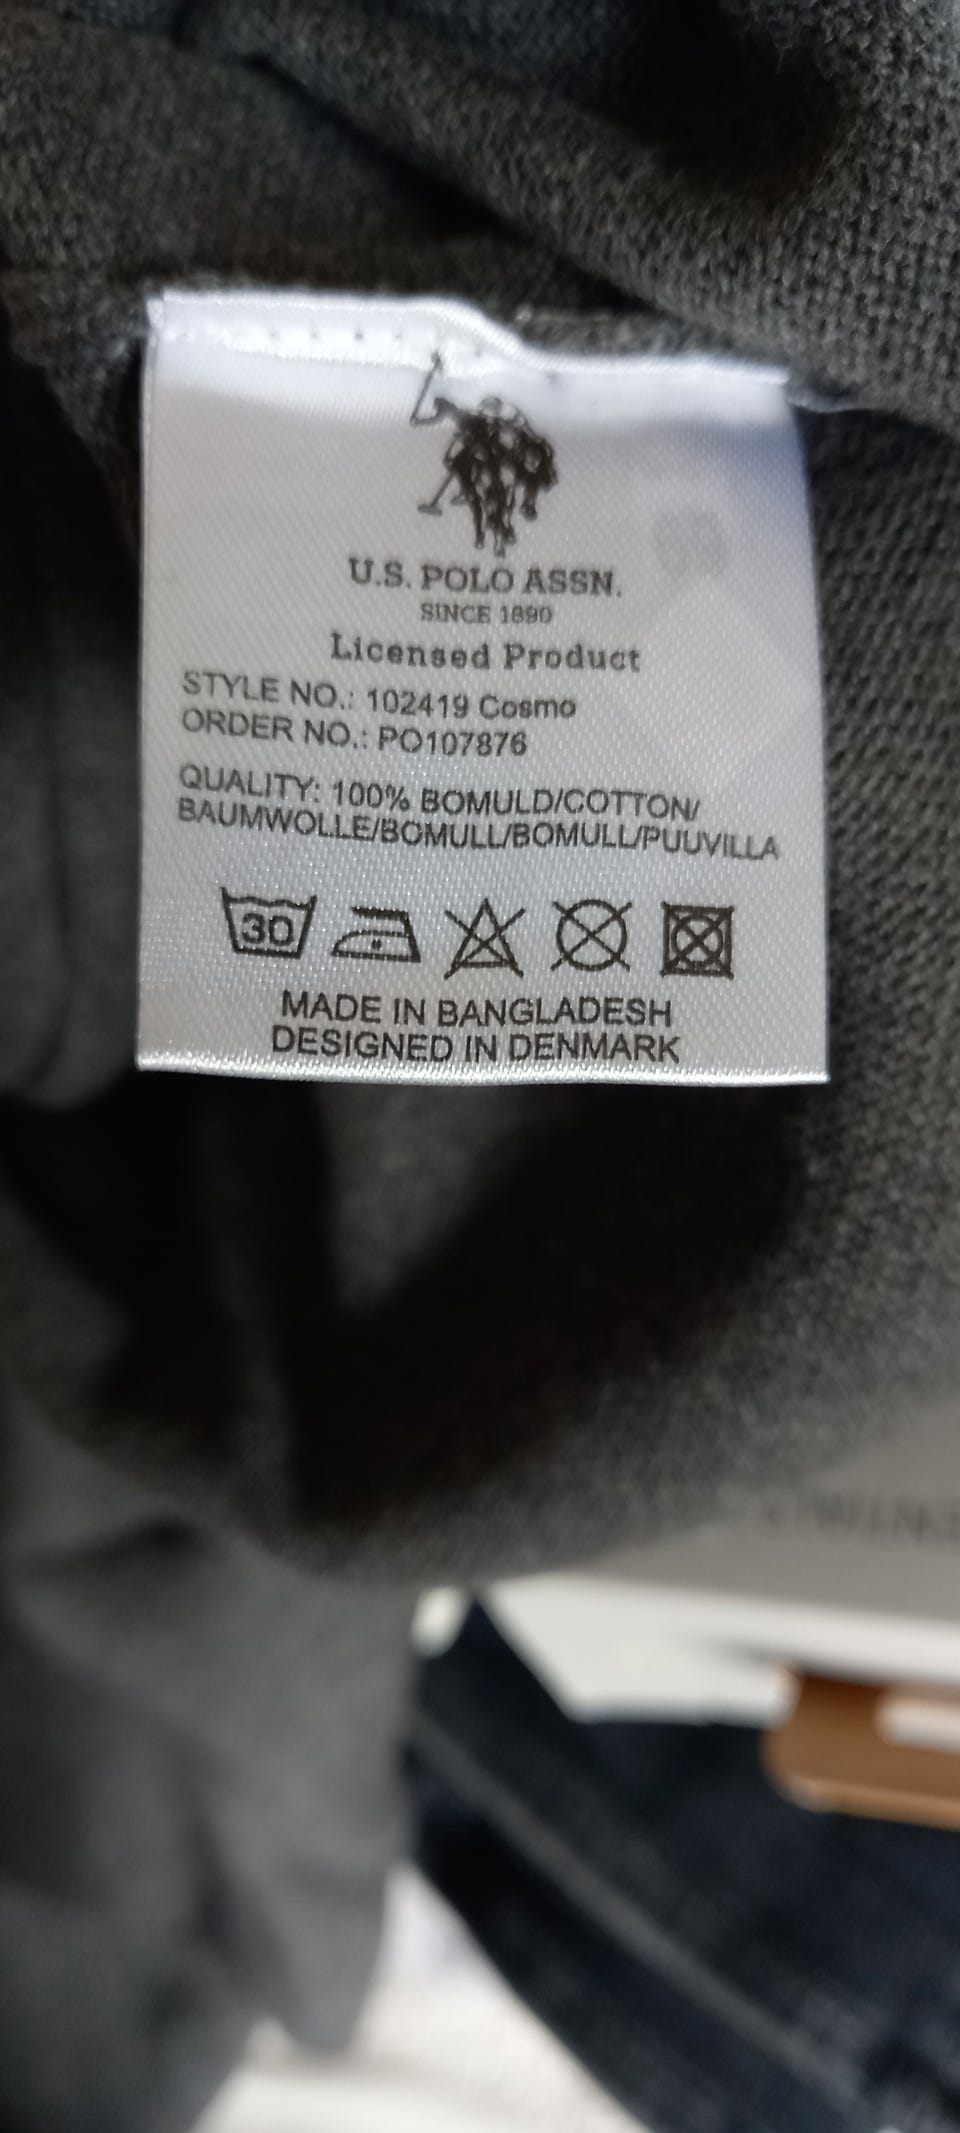 U.S. POLO ASSN.
SINCE 1890
Licensed Product
STYLE NO.: 102419 Cosmo
ORDER NO.: PO107876
QUALITY: 100% BOMULD/COTTON/
BAUMWOLLE/BOMULL/BOMULL/PUUVILLA
30
MADE IN BANGLADESH
DESIGNED IN DENMARK